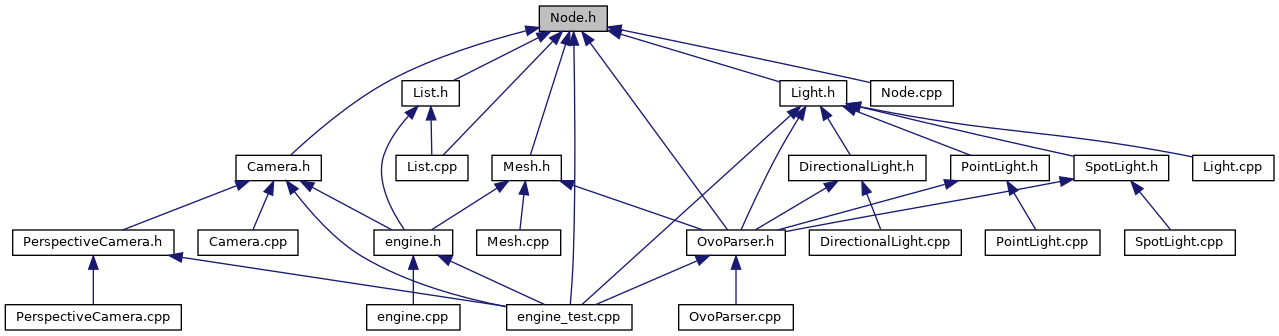 Node.h
List.h
Light.h
Node.cpp
Camera.h
List.cpp
Mesh.h
DirectionalLight.h
PointLight.h
SpotLight.h
Light.cpp
PerspectiveCamera.h
Camera.cpp
engine.h
Mesh.cpp
OvoParser.h
DirectionalLight.cpp
PointLight.cpp
SpotLight.cpp
PerspectiveCamera.cpp
engine.cpp
engine_test.cpp
OvoParser.cpp